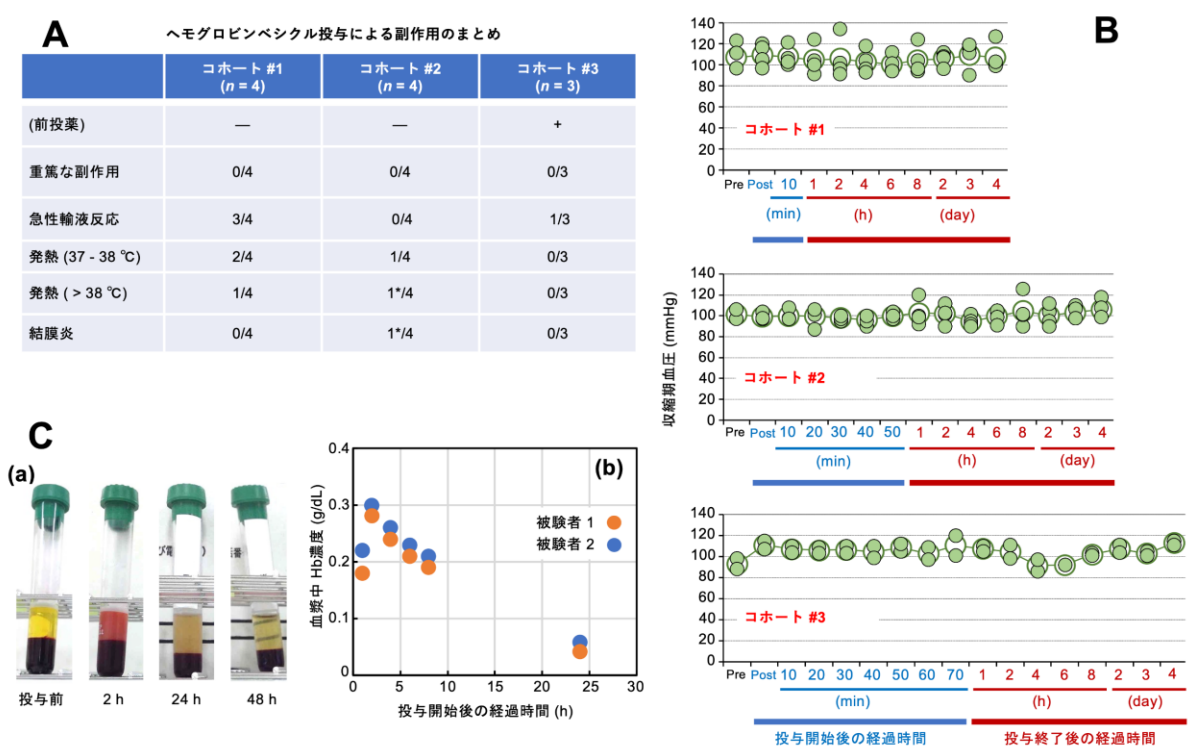 A
ヘモグロビンベシクル投与による副作用のまとめ
コホート #1 コホート #2 コホート #3
(n = 4) (n = 4) (n = 3)
(前投薬) — — +
重篤な副作用 0/4 0/4 0/3
急性輸液反応 3/4 0/4 1/3
発熱 (37 - 38 ℃) 2/4 1/4 0/3
発熱 ( > 38 ℃) 1/4 1*/4 0/3
結膜炎 0/4 1*/4 0/3
B
収縮期血圧 (mmHg)
140
120
100
80
60
40
20
0
コホート #1
Pre Post 10 1 2 4 6 8 2 3 4
(min) (h) (day)
140
120
100
80
60
40
20
0
コホート #2
Pre Post 10 20 30 40 50 1 2 4 6 8 2 3 4
(min) (h) (day)
140
120
100
80
60
40
20
0
コホート #3
Pre Post 10 20 30 40 50 60 70 1 2 4 6 8 2 3 4
(min) (h) (day)
投与開始後の経過時間 投与終了後の経過時間
C
(a)
投与前 2 h 24 h 48 h
(b)
血漿中 Hb濃度 (g/dL)
0.4
0.3
0.2
0.1
0
被験者 1
被験者 2
0 5 10 15 20 25 30
投与開始後の経過時間 (h)